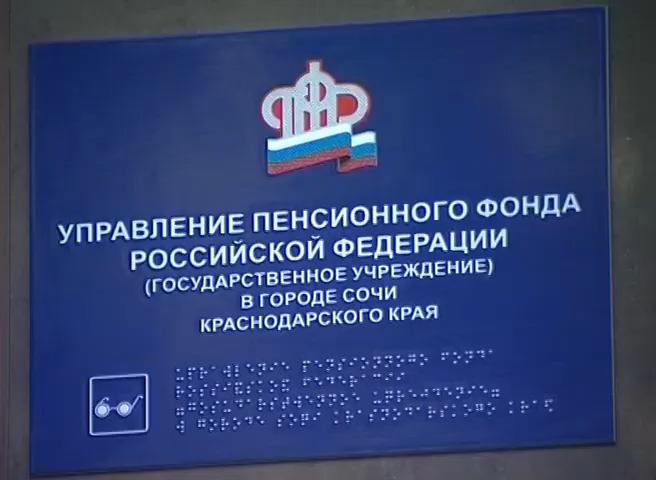 УПРАВЛЕНИЕ ПЕНСИОННОГО ФОНДА
РОССИЙСКОЙ ФЕДЕРАЦИИ
(ГОСУДАРСТВЕННОЕ УЧРЕЖДЕНИЕ)
В ГОРОДЕ СОЧИ
КРАСНОДАРСКОГО КРАЯ